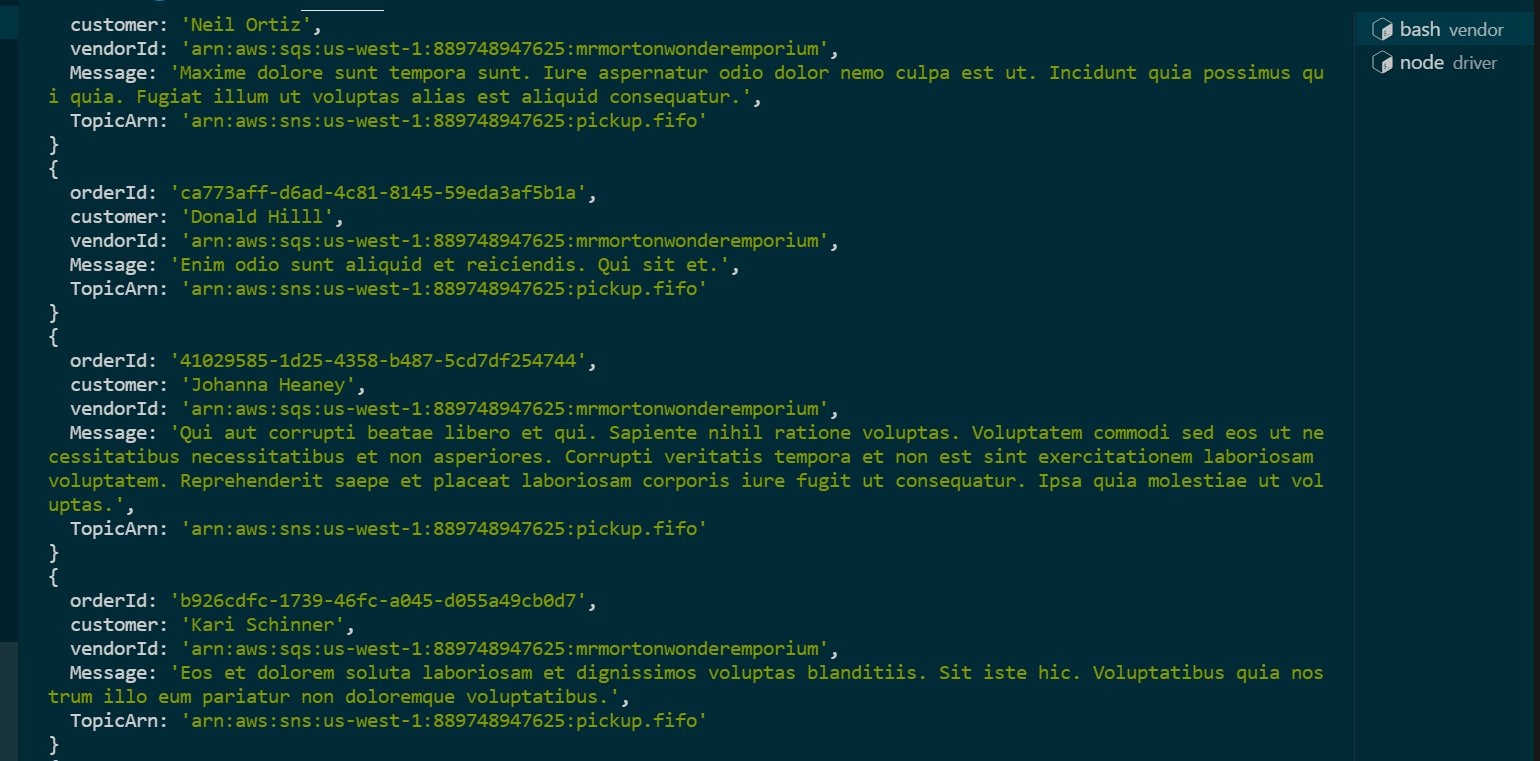 customer: 'Neil Ortiz',
vendorId: 'arn:aws:sqs:us-west-1:889748947625:mrmortonwonderemporium',
Message: 'Maxime dolore sunt tempora sunt. Iure aspernatur odio dolor nemo culpa est ut. Incidunt quia possimus qu
i quia. Fugiat illum ut voluptas alias est aliquid consequatur.',
TopicArn: 'arn:aws:sns:us-west-1:889748947625:pickup.fifo'
}
{
orderId: 'ca773aff-d6ad-4c81-8145-59eda3af5b1a',
customer: 'Donald Hilll',
vendorId: 'arn:aws:sqs:us-west-1:889748947625:mrmortonwonderemporium',
Message: 'Enim odio sunt aliquid et reiciendis. Qui sit et.',
TopicArn: 'arn:aws:sns:us-west-1:889748947625:pickup.fifo'
}
{
orderId: '41029585-1d25-4358-b487-5cd7df254744',
customer: 'Johanna Heaney',
vendorId: 'arn:aws:sqs:us-west-1:889748947625:mrmortonwonderemporium',
Message: 'Qui aut corrupti beatae libero et qui. Sapiente nihil ratione voluptas. Voluptatem commodi sed eos ut ne
cessitatibus necessitatibus et non asperiores. Corrupti veritatis tempora et non est sint exercitationem laboriosam
voluptatem. Reprehenderit saepe et placeat laboriosam corporis iure fugit ut consequatur. Ipsa quia molestiae ut vol
uptas.',
TopicArn: 'arn:aws:sns:us-west-1:889748947625:pickup.fifo'
}
{
orderId: 'b926cdfc-1739-46fc-a045-d055a49cb0d7',
customer: 'Kari Schinner',
vendorId: 'arn:aws:sqs:us-west-1:889748947625:mrmortonwonderemporium',
Message: 'Eos et dolorem soluta laboriosam et dignissimos voluptas blanditiis. Sit iste hic. Voluptatibus quia nos
trum illo eum pariatur non doloremque voluptatibus.',
TopicArn: 'arn:aws:sns:us-west-1:889748947625:pickup.fifo'
}
bash vendor
node driver